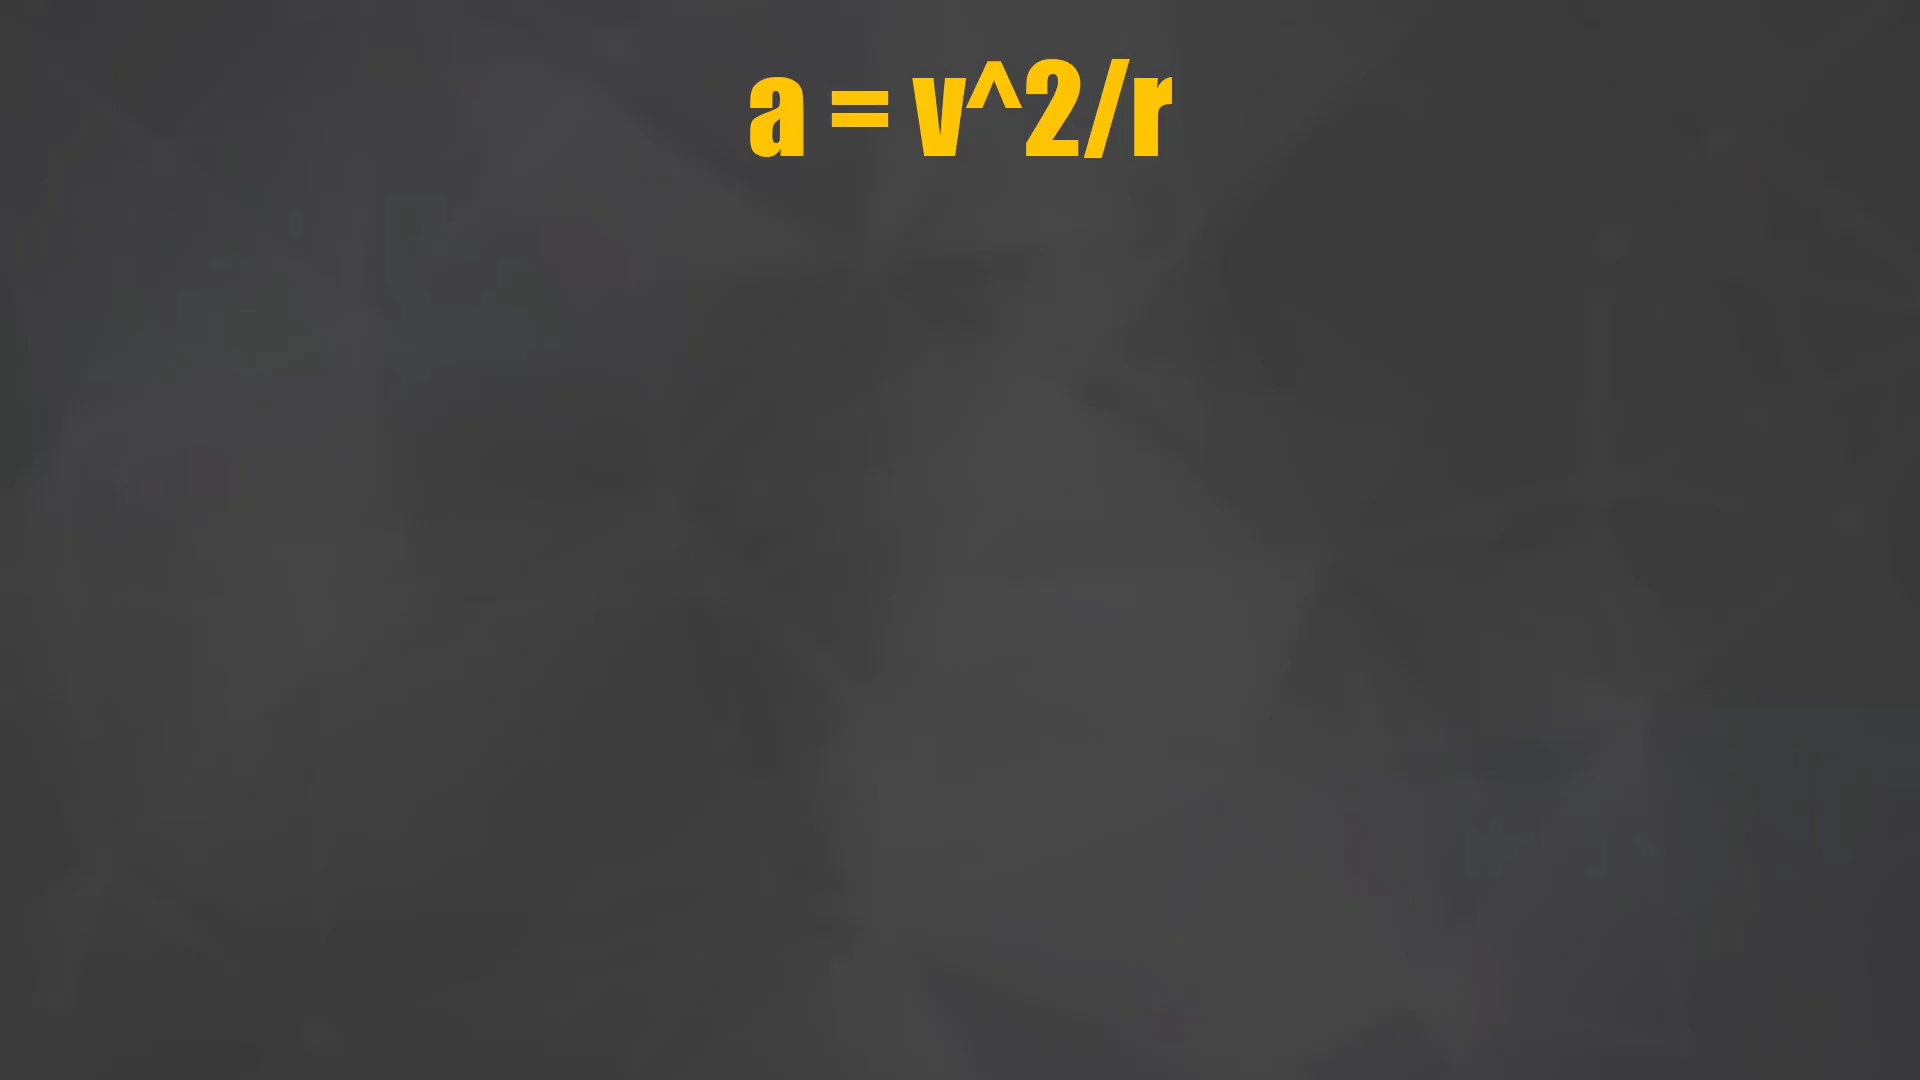 a = v^2/r